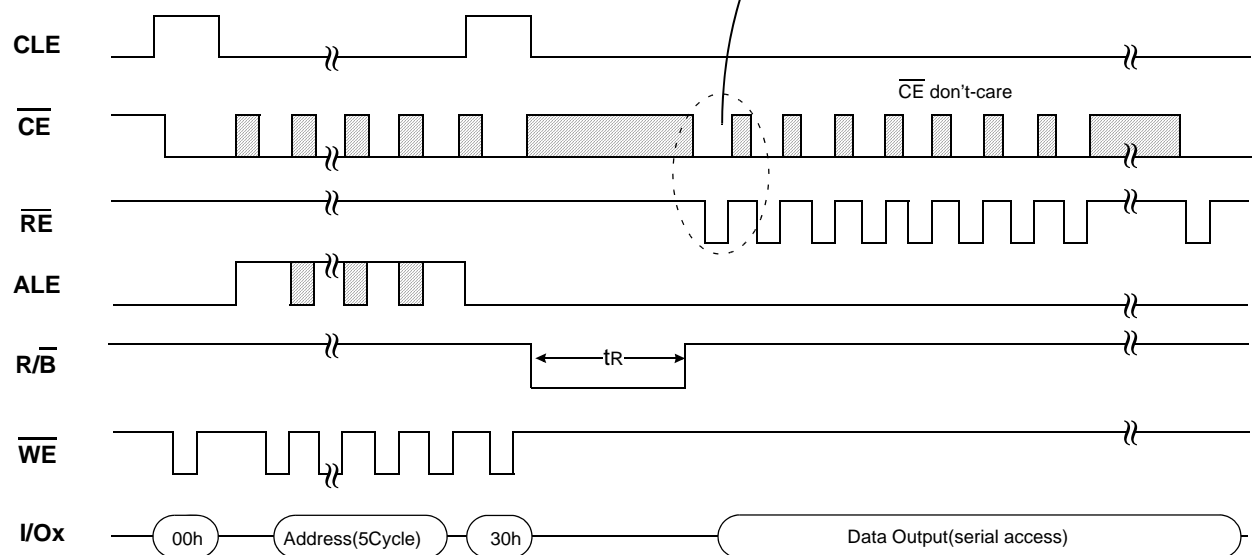 CLE
CE don't-care
CE
RE
ALE
R/B
tR
WE
I/Ox
00h
Address(5Cycle)
30h
Data Output(serial access)